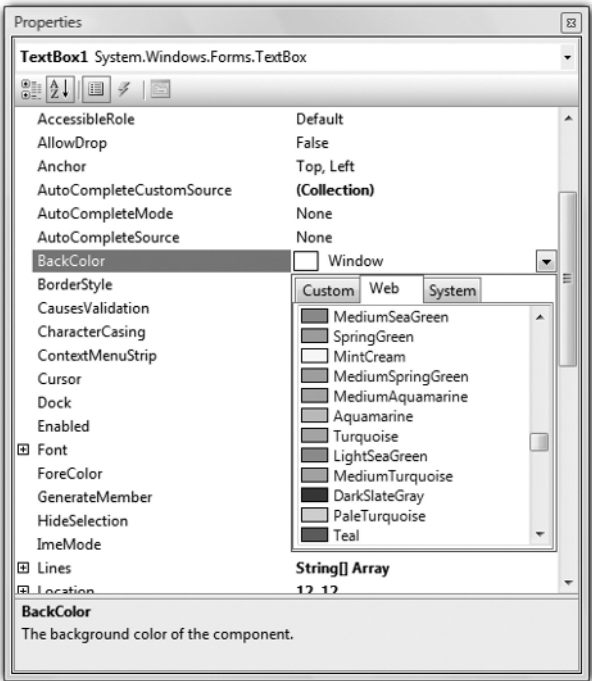 Properties
TextBox1 System.Windows.Forms.TextBox
AccessibleRole Default
AllowDrop False
Anchor Top, Left
AutoCompleteCustomSource (Collection)
AutoCompleteMode None
AutoCompleteSource None
BackColor Window
BorderStyle
Custom Web System
CausesValidation
MediumSeaGreen
CharacterCasing
SpringGreen
ContextMenuStrip
MintCream
Cursor
MediumSpringGreen
Dock
MediumAquamarine
Enabled
Aquamarine
Font
Turquoise
ForeColor
LightSeaGreen
GenerateMember
MediumTurquoise
HideSelection
DarkSlateGray
ImeMode
PaleTurquoise
Teal
Lines String[] Array
Location 12, 12
BackColor
The background color of the component.